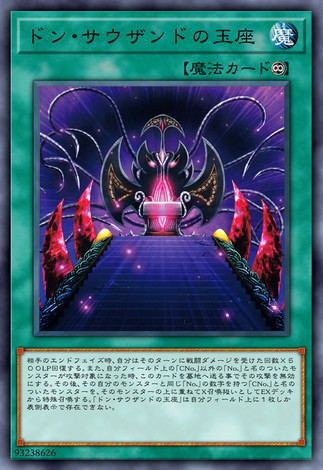 ドン・サウザンドの玉座
魔
【魔法カード♾】
相手のエンドフェイズ時、自分はそのターンに戦闘ダメージを受けた回数×５
００ＬＰ回復する。また、自分フィールド上の「ＣＮｏ.」以外の「Ｎｏ.」と名のついたモ
ンスターが攻撃対象になった時、このカードを墓地へ送る事でその攻撃を無効
にする。その後、その自分のモンスターと同じ「Ｎｏ.」の数字を持つ「ＣＮｏ.」と名の
ついたモンスターを、そのモンスターの上に重ねてＸ召喚扱いとしてＥＸデッキ
から特殊召喚する。「ドン・サウザンドの玉座」は自分フィールド上に１枚しか
表側表示で存在できない。
93238626